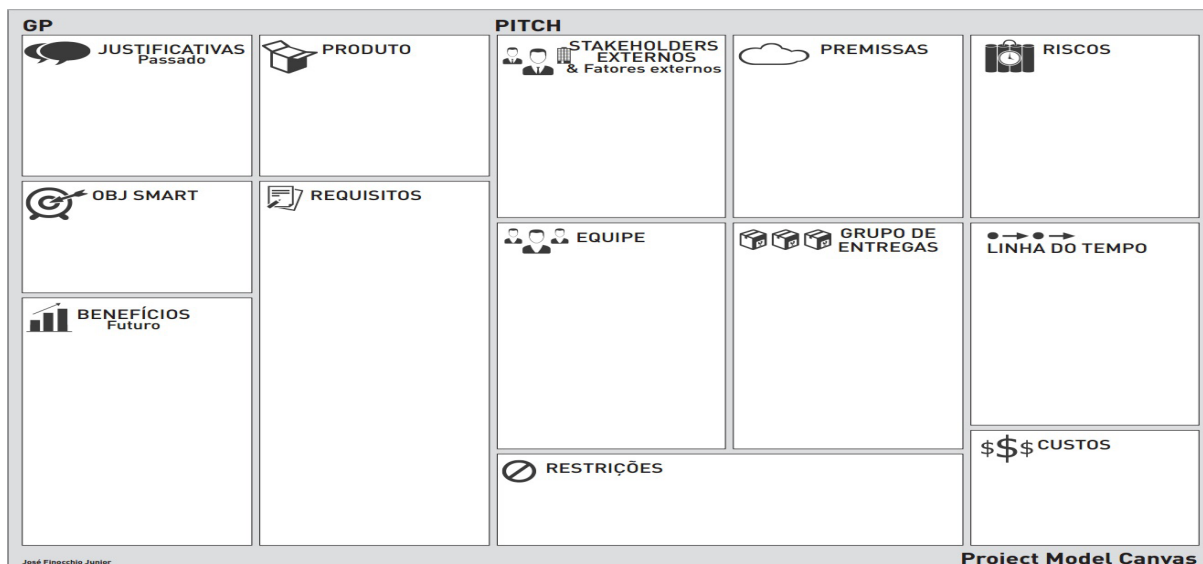 GP
PITCH
JUSTIFICATIVAS
Passado
PRODUTO
STAKEHOLDERS
EXTERNOS
& Fatores externos
PREMISSAS
RISCOS
OBJ SMART
REQUISITOS
EQUIPE
GRUPO DE
ENTREGAS
LINHA DO TEMPO
BENEFÍCIOS
Futuro
RESTRIÇÕES
$$$ CUSTOS
José Finocchio Junior
Project Model Canvas